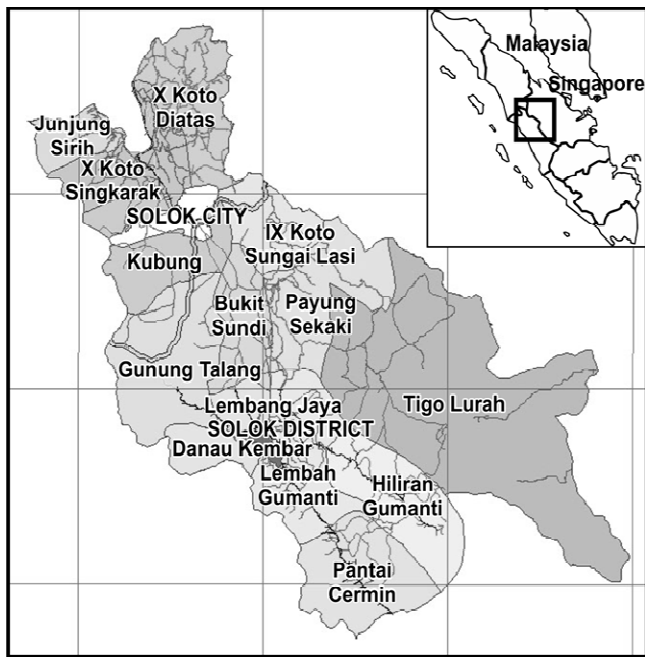 Malaysia
Singapore
X Koto
Diatas
Junjung
Sirih
X Koto
Singkarak
SOLOK CITY
IX Koto
Sungai Lasi
Kubung
Bukit
Sundi
Payung
Sekaki
Gunung Talang
Lembang Jaya
Tigo Lurah
SOLOK DISTRICT
Danau Kembar
Lembah
Gumanti
Hiliran
Gumanti
Pantai
Cermin